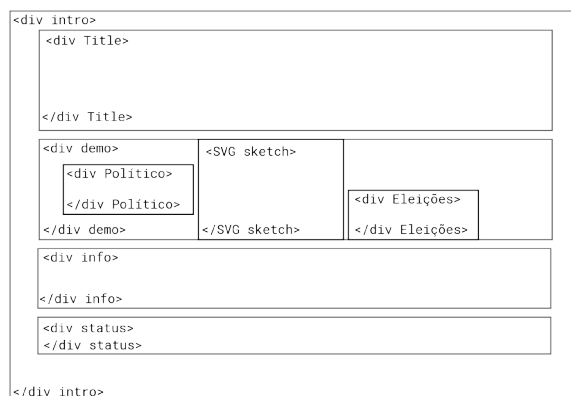 <div intro>
<div Title>
</div Title>
<div demo>
<div Político>
</div Político>
</div demo>
<SVG sketch>
</SVG sketch>
<div Eleições>
</div Eleições>
<div info>
</div info>
<div status>
</div status>
</div intro>